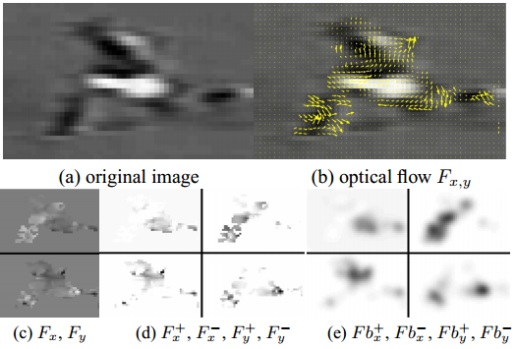 (a) original image
(b) optical flow $F_{x,y}$
(c) $F_x, F_y$
(d) $F_x^+, F_x^-, F_y^+, F_y^-$
(e) $Fb_x^+, Fb_x^-, Fb_y^+, Fb_y^-$